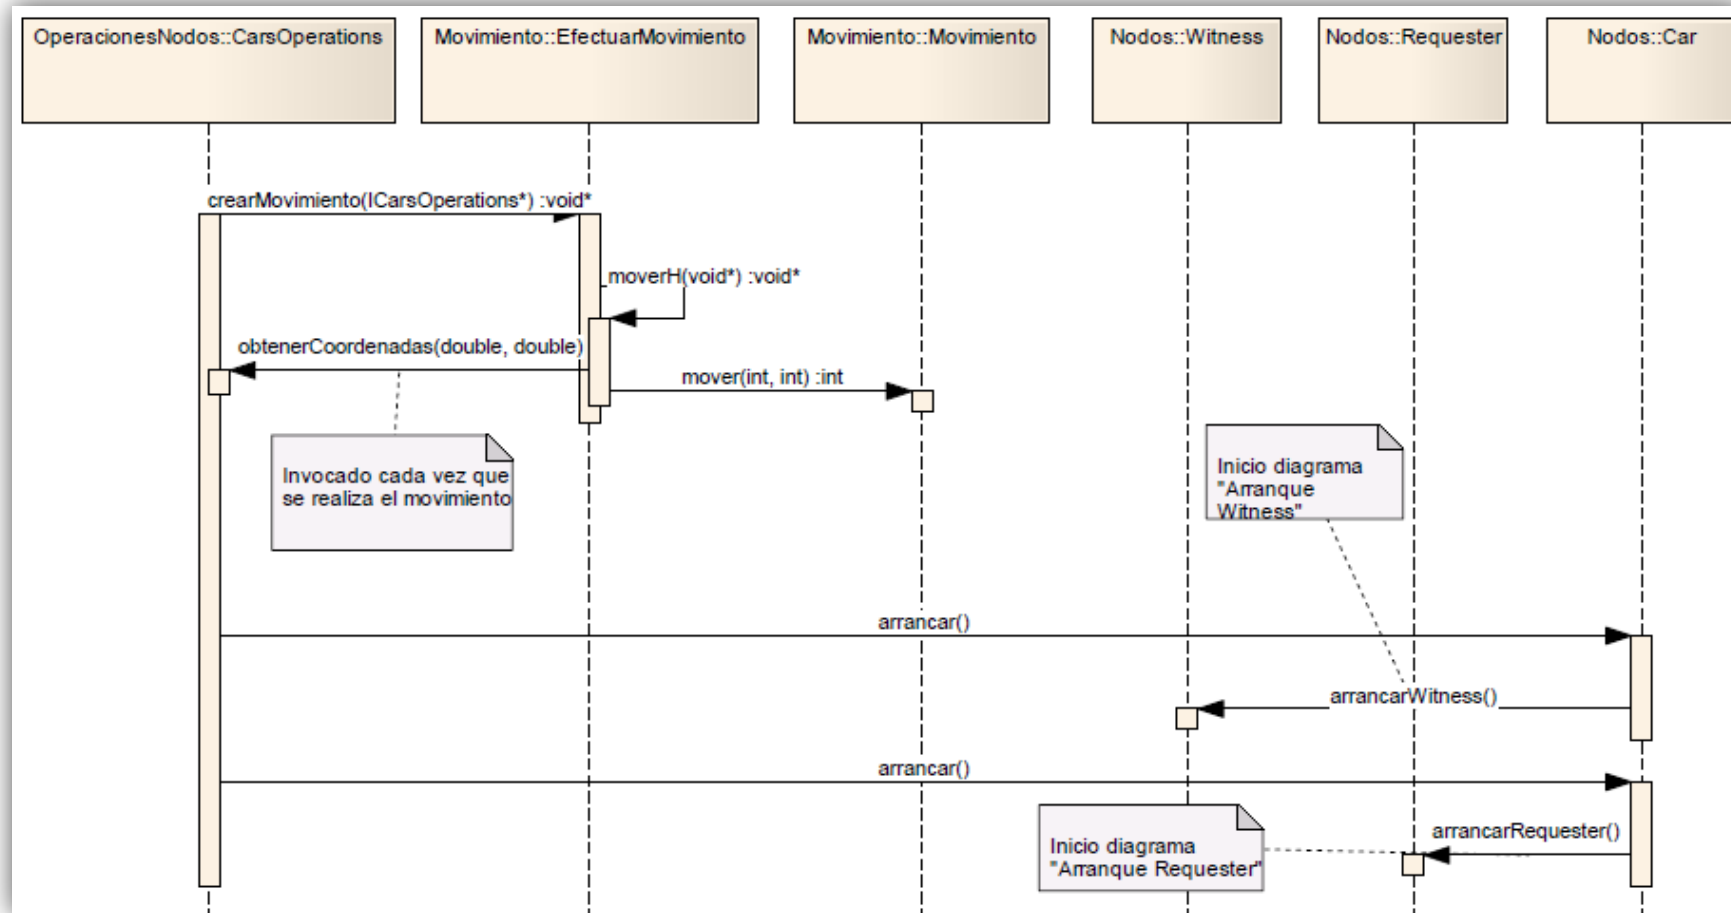 OperacionesNodos::CarsOperations
Movimiento::EfectuarMovimiento
Movimiento::Movimiento
Nodos::Witness
Nodos::Requester
Nodos::Car
crearMovimiento(ICarsOperations*) :void*
moverH(void*) :void*
obtenerCoordenadas(double, double)
mover(int, int) :int
Invocado cada vez que
se realiza el movimiento
Inicio diagrama
"Arranque
Witness"
arrancar()
arrancarWitness()
arrancar()
arrancarRequester()
Inicio diagrama
"Arranque Requester"